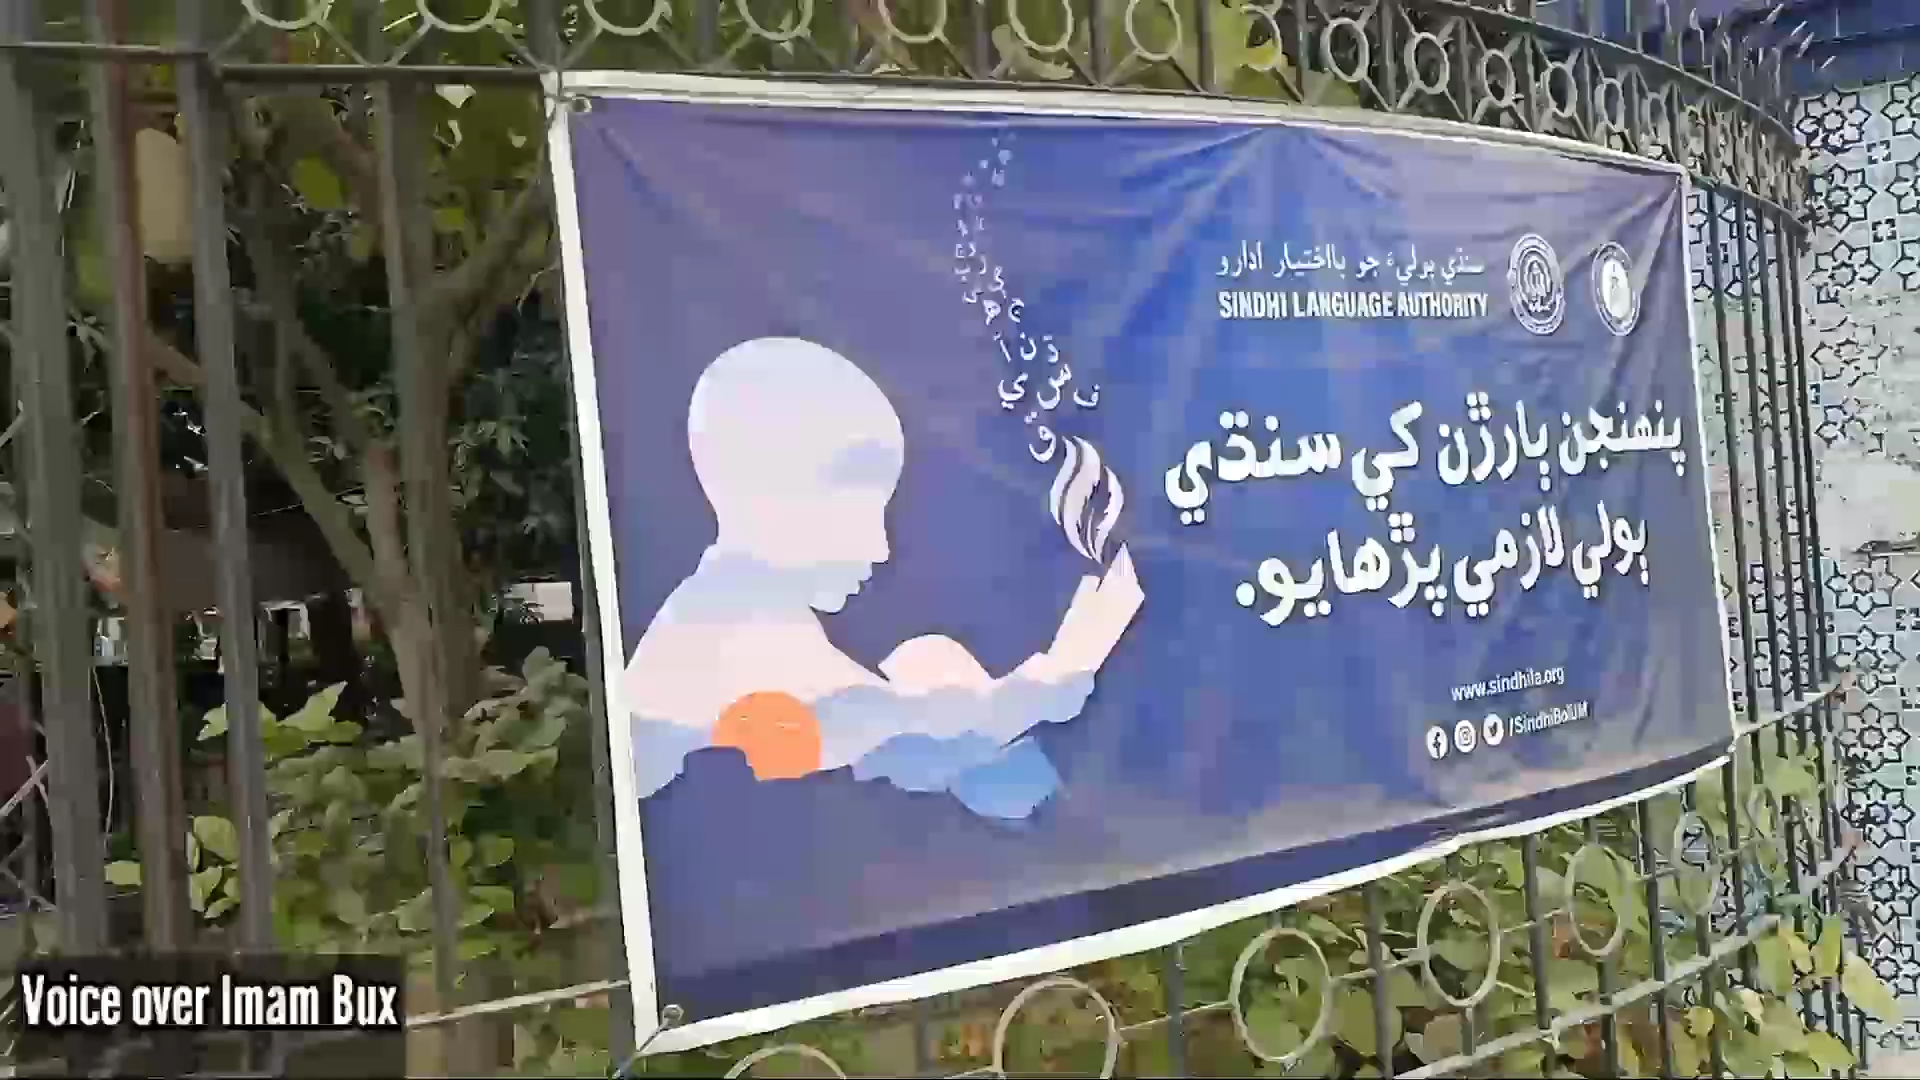 سنڌي ٻوليءَ جو بااختيار ادارو
SINDHI LANGUAGE AUTHORITY
پنهنجن ٻارڙن کي سنڌي
ٻولي لازمي پڙهايو.
www.sindhila.org
/SindhiBoliUM
Voice over Imam Bux